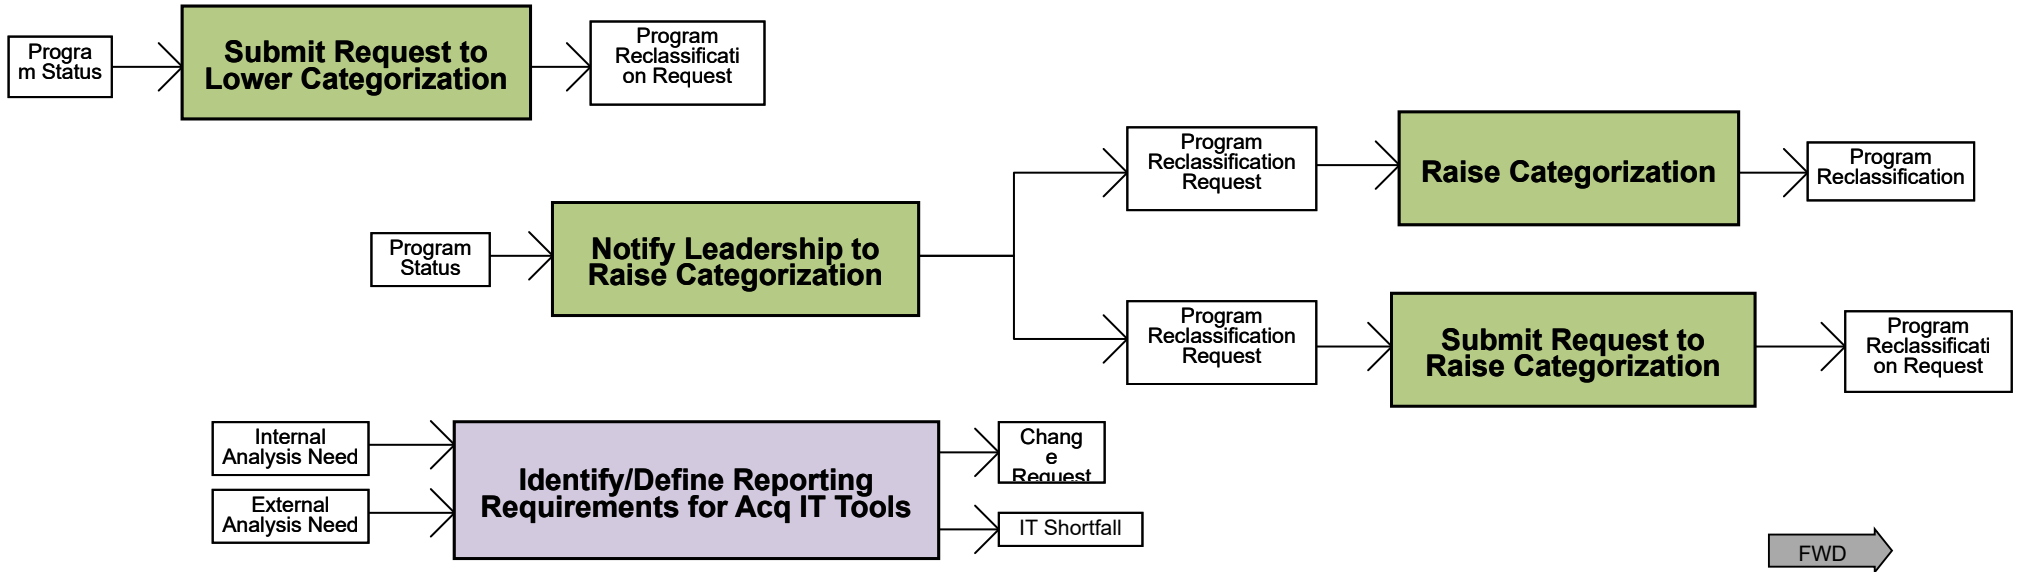 Progra
m Status
Submit Request to
Lower Categorization
Program
Reclassificati
on Request
Program
Status
Notify Leadership to
Raise Categorization
Program
Reclassification
Request
Raise Categorization
Program
Reclassification
Program
Reclassification
Request
Submit Request to
Raise Categorization
Program
Reclassificati
on Request
Internal
Analysis Need
External
Analysis Need
Identify/Define Reporting
Requirements for Acq IT Tools
Chang
e
Request
IT Shortfall
FWD